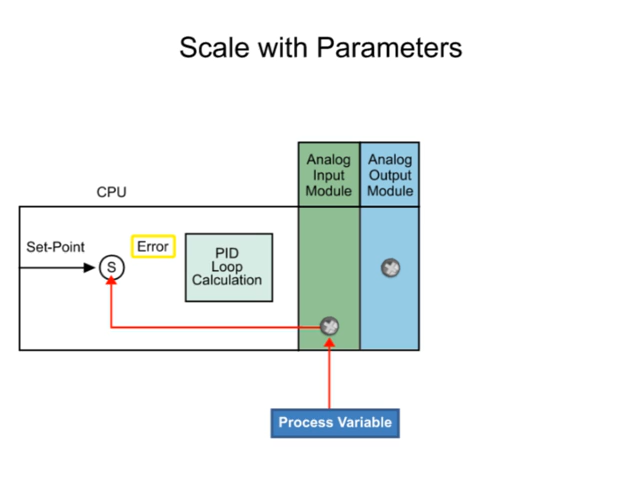 Scale with Parameters
Analog
Input
Module
Analog
Output
Module
CPU
Set-Point
S
Error
PID
Loop
Calculation
Process Variable